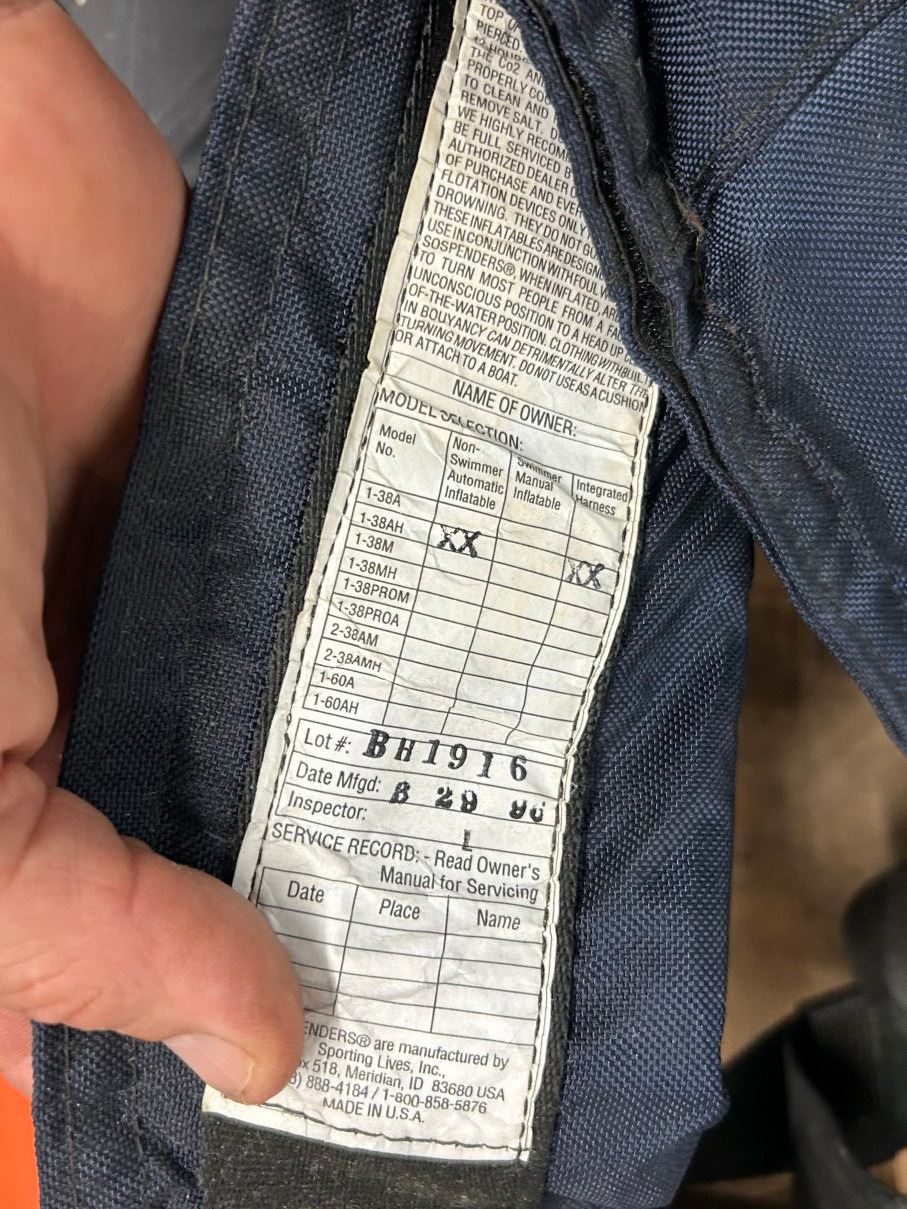 TOP
PIERCED.
THE CO2 AN
PROPERLY CO
TO CLEAN AND
REMOVE SALT.
WE HIGHLY RECOM
BE FULL SERVICED B
AUTHORIZED DEALER
OF PURCHASE AND EVER
FLOTATION DEVICES ONLY
DROWNING. THEY DO NOT G
THESE INFLATABLES ARE DESIGN
USE IN CONJUNCTION WITH FOUL W
SOSPENDERS® WHEN INFLATED AR
TO TURN MOST PEOPLE FROM A FA
UNCONSCIOUS POSITION TO A HEAD UP
OF-THE-WATER POSITION. CLOTHING WITH BUIL
IN BOUYANCY CAN DETRIMENTALLY ALTER THE
TURNING MOVEMENT. DO NOT USE AS A CUSHION
OR ATTACH TO A BOAT.
NAME OF OWNER:
MODEL SELECTION:
Model No. Non-Swimmer Automatic Inflatable Swimmer Manual Inflatable Integrated Harness
1-38A
1-38AH XX XX
1-38M
1-38MH
1-38PROM
1-38PROA
2-38AM
2-38AMH
1-60A
1-60AH
Lot #: BH1916
Date Mfgd: 8 29 96
Inspector: L
SERVICE RECORD: - Read Owner's
Manual for Servicing
Date Place Name
ENDERS® are manufactured by
Sporting Lives, Inc.,
x 518, Meridian, ID 83680 USA
) 888-4184 / 1-800-858-5876
MADE IN U.S.A.